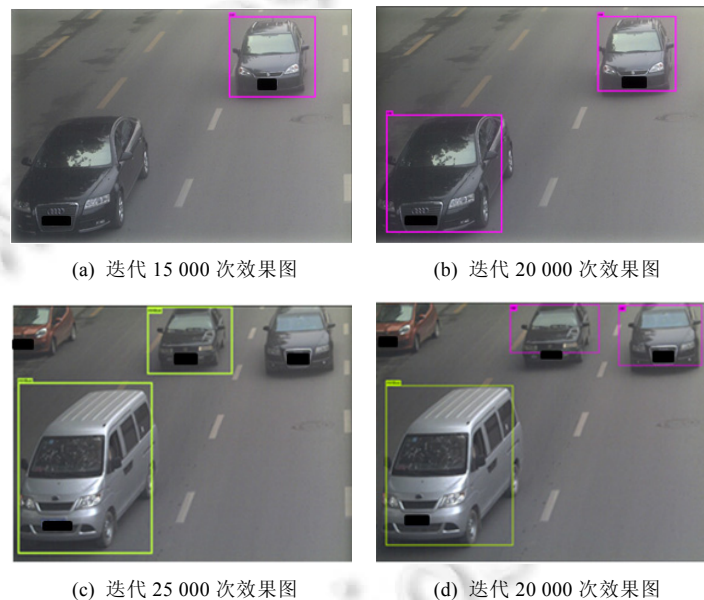 (a) 迭代 15 000 次效果图
(b) 迭代 20 000 次效果图
(c) 迭代 25 000 次效果图
(d) 迭代 20 000 次效果图